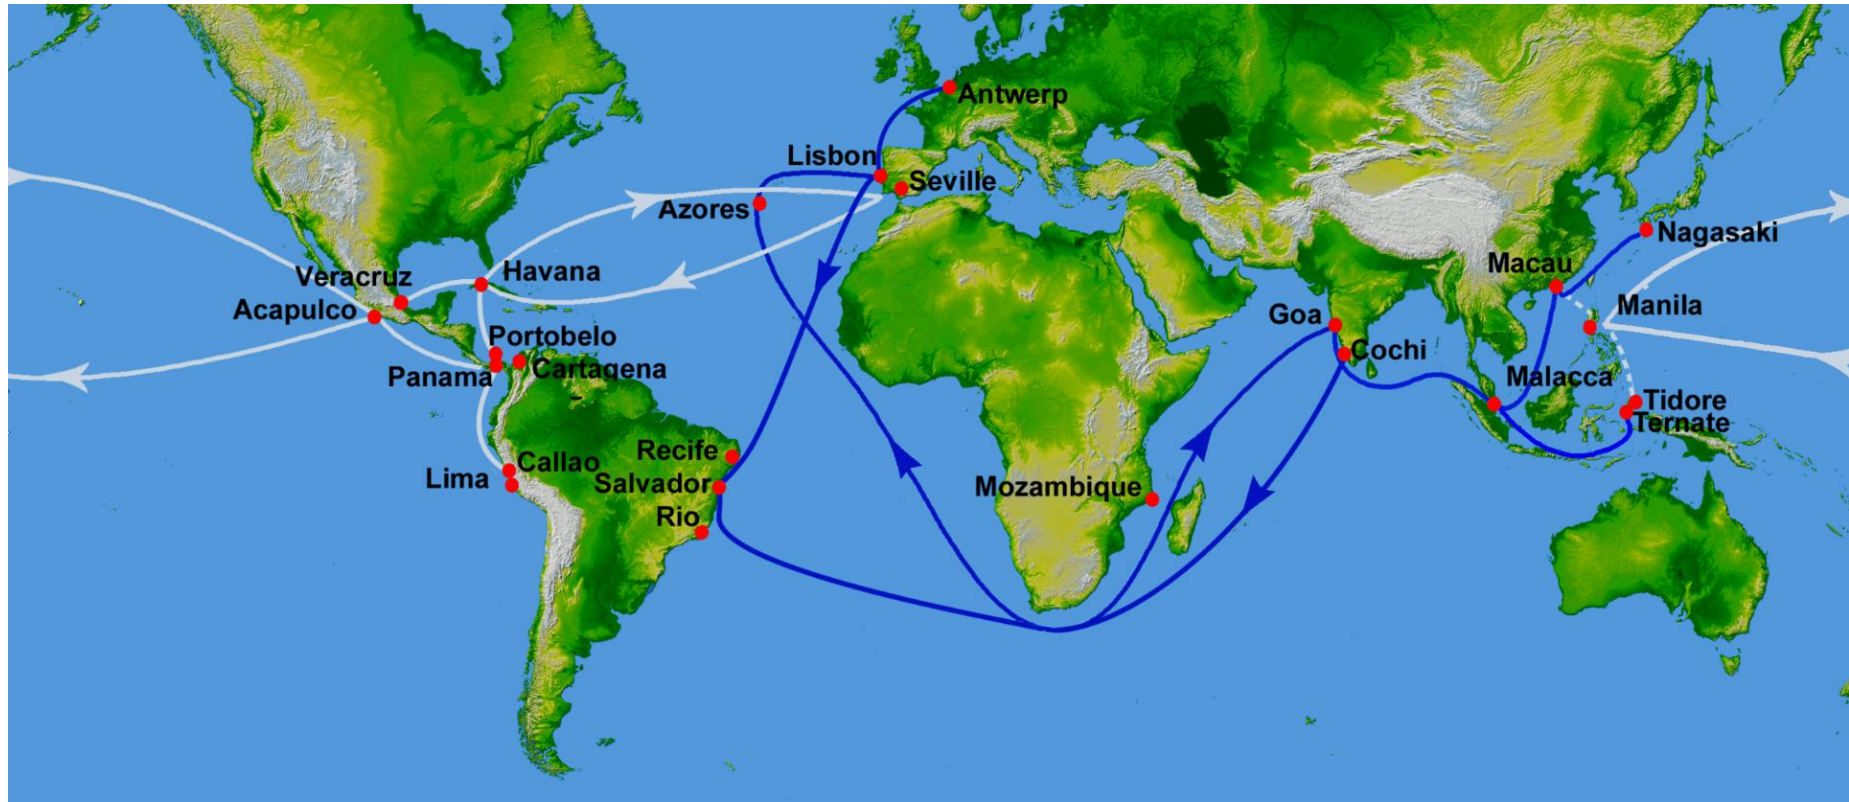 Antwerp
Lisbon
Seville
Azores
Nagasaki
Macau
Veracruz
Havana
Acapulco
Manila
Goa
Portobelo
Cochi
Panama
Cartagena
Malacca
Tidore
Ternate
Recife
Callao
Lima
Salvador
Mozambique
Rio